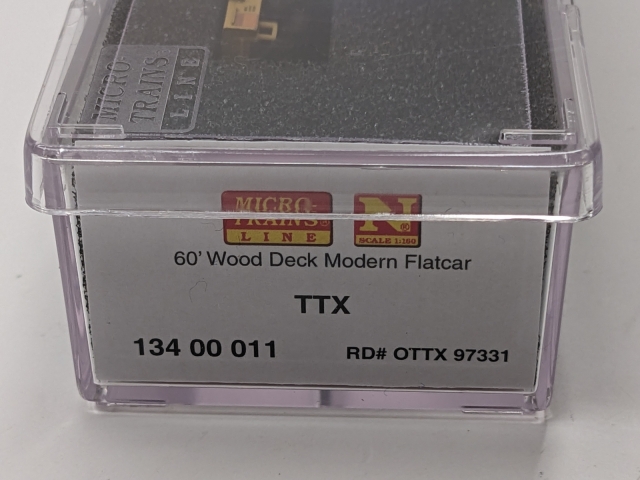 MICRO
TRAINS
LINE
MICRO-
TRAINS®
LINE
N®
SCALE 1:160
60' Wood Deck Modern Flatcar
TTX
134 00 011
RD# OTTX 97331